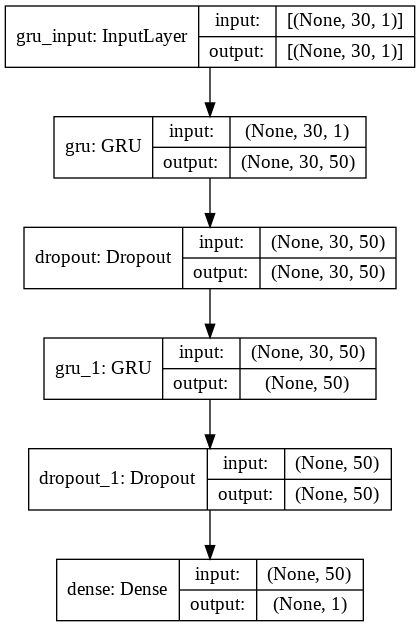 gru_input: InputLayer
input: [(None, 30, 1)]
output: [(None, 30, 1)]
gru: GRU
input: (None, 30, 1)
output: (None, 30, 50)
dropout: Dropout
input: (None, 30, 50)
output: (None, 30, 50)
gru_1: GRU
input: (None, 30, 50)
output: (None, 50)
dropout_1: Dropout
input: (None, 50)
output: (None, 50)
dense: Dense
input: (None, 50)
output: (None, 1)